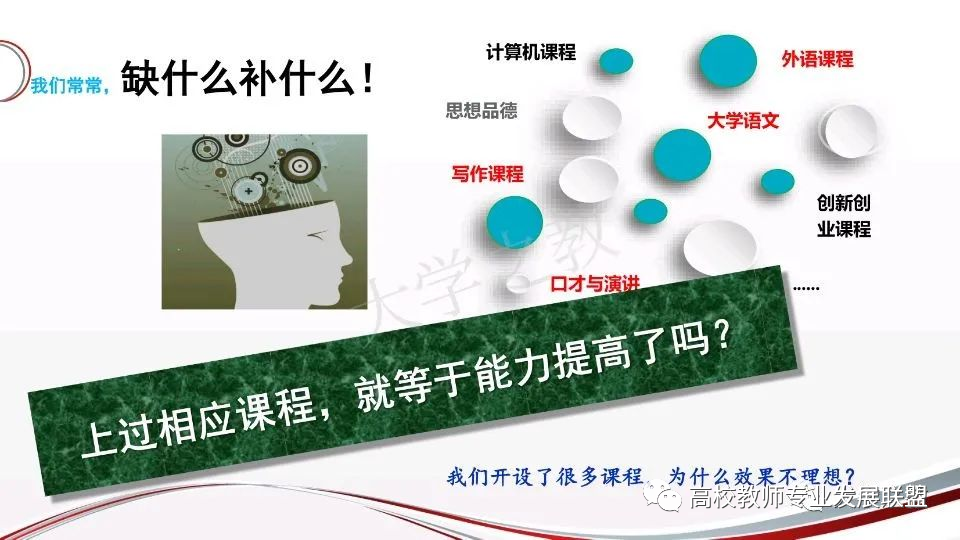 我们常常，缺什么补什么！
计算机课程
外语课程
思想品德
大学语文
写作课程
创新创
业课程
口才与演讲
……
大学之教
上过相应课程，就等于能力提高了吗？
我们开设了很多课程，为什么效果不理想？
高校教师专业发展联盟